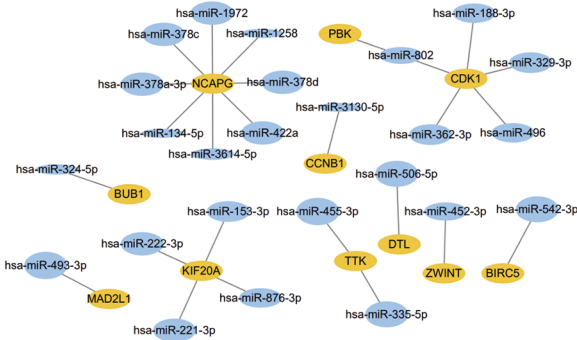 hsa-miR-1972
hsa-miR-188-3p
hsa-miR-378c
hsa-miR-1258
PBK
hsa-miR-802
hsa-miR-329-3p
hsa-miR-378a-3p
NCAPG
hsa-miR-378d
CDK1
hsa-miR-3130-5p
hsa-miR-134-5p
hsa-miR-422a
hsa-miR-362-3p
hsa-miR-496
hsa-miR-3614-5p
CCNB1
hsa-miR-324-5p
BUB1
hsa-miR-506-5p
hsa-miR-153-3p
hsa-miR-455-3p
hsa-miR-452-3p
hsa-miR-542-3p
hsa-miR-222-3p
DTL
hsa-miR-493-3p
KIF20A
TTK
ZWINT
BIRC5
MAD2L1
hsa-miR-876-3p
hsa-miR-335-5p
hsa-miR-221-3p